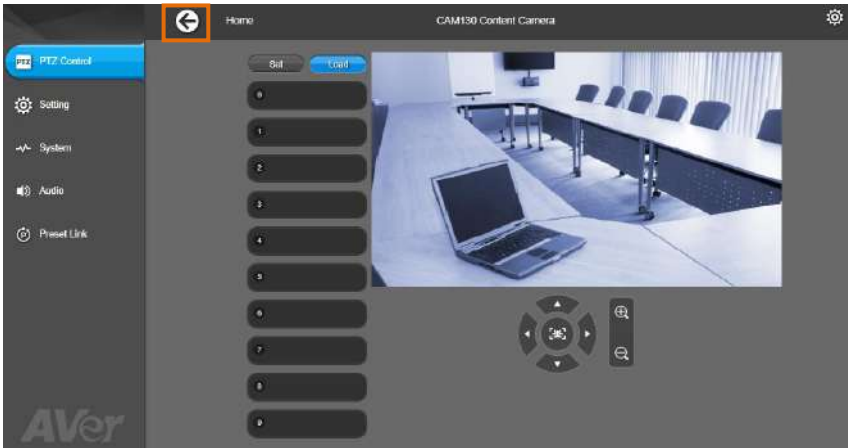 Home
CAM130 Content Camera
PTZ PTZ Control
Setting
System
Audio
P Preset Link
Set
Load
0
1
2
3
4
5
6
7
8
9
AVer